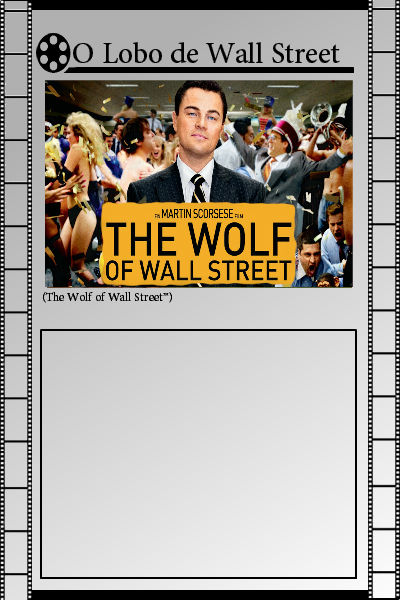 O Lobo de Wall Street
A MARTIN SCORSESE FILM
THE WOLF
OF WALL STREET
(The Wolf of Wall Street™)